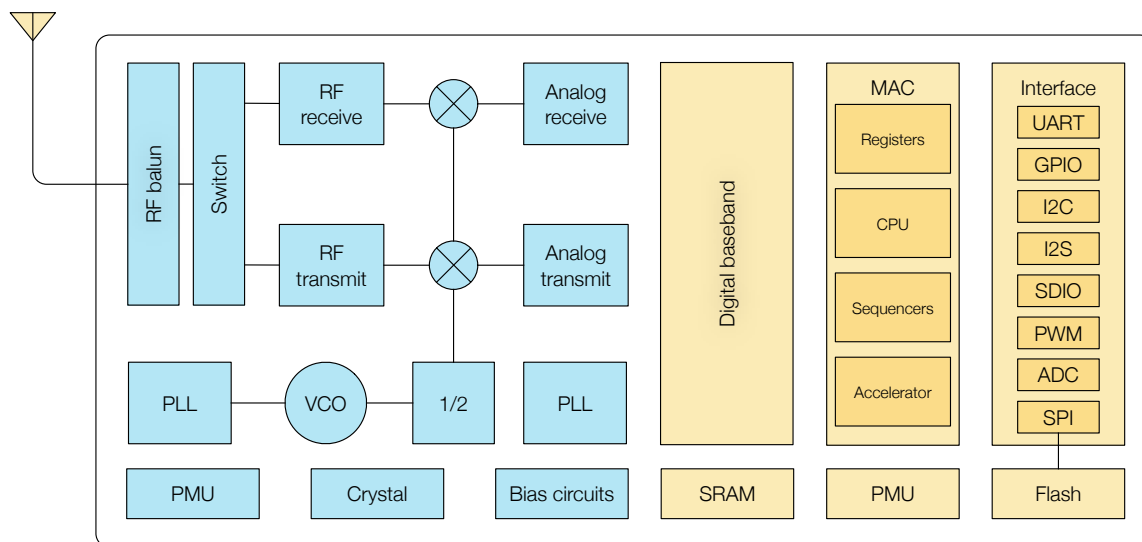 RF balun
Switch
RF
receive
Analog
receive
RF
transmit
Analog
transmit
PLL
VCO
1/2
PLL
PMU
Crystal
Bias circuits
Digital baseband
SRAM
MAC
Registers
CPU
Sequencers
Accelerator
PMU
Interface
UART
GPIO
I2C
I2S
SDIO
PWM
ADC
SPI
Flash